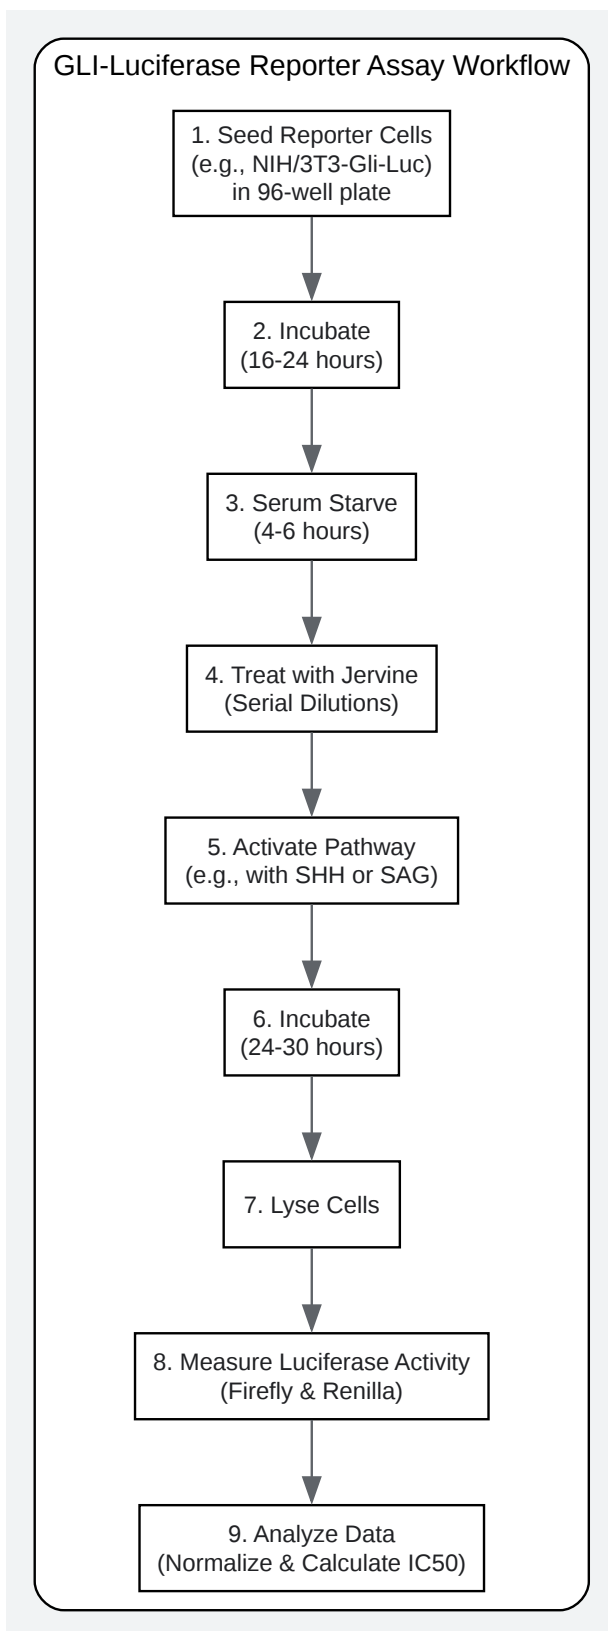 GLI-Luciferase Reporter Assay Workflow
1. Seed Reporter Cells
(e.g., NIH/3T3-Gli-Luc)
in 96-well plate
2. Incubate
(16-24 hours)
3. Serum Starve
(4-6 hours)
4. Treat with Jervine
(Serial Dilutions)
5. Activate Pathway
(e.g., with SHH or SAG)
6. Incubate
(24-30 hours)
7. Lyse Cells
8. Measure Luciferase Activity
(Firefly & Renilla)
9. Analyze Data
(Normalize & Calculate IC50)